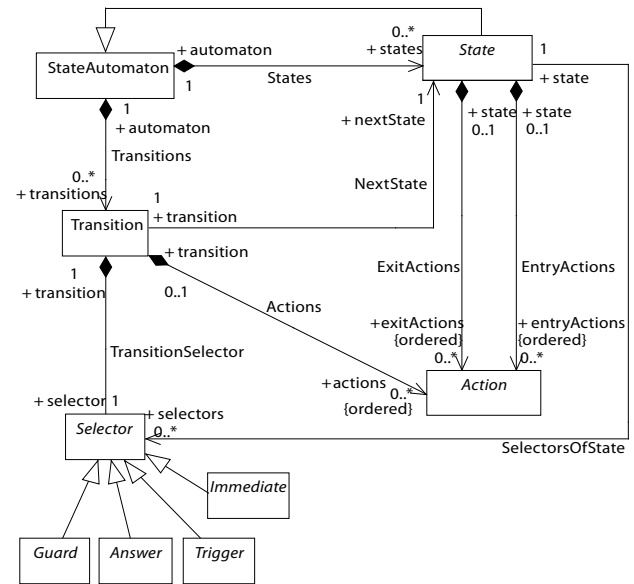 0..*
+ automaton
+ states
State
1
StateAutomaton
1
States
+ state
1
+ automaton
1
+ nextState
+ state
0..1
+ state
0..1
Transitions
0..*
+ transitions
NextState
1
+ transition
Transition
+ transition
1
+ transition
0..1
ExitActions
EntryActions
Actions
+exitActions
{ordered}
0..*
+ entryActions
{ordered}
0..*
TransitionSelector
+actions
{ordered}
0..*
Action
+ selector
1
+ selectors
0..*
Selector
SelectorsOfState
Immediate
Guard
Answer
Trigger